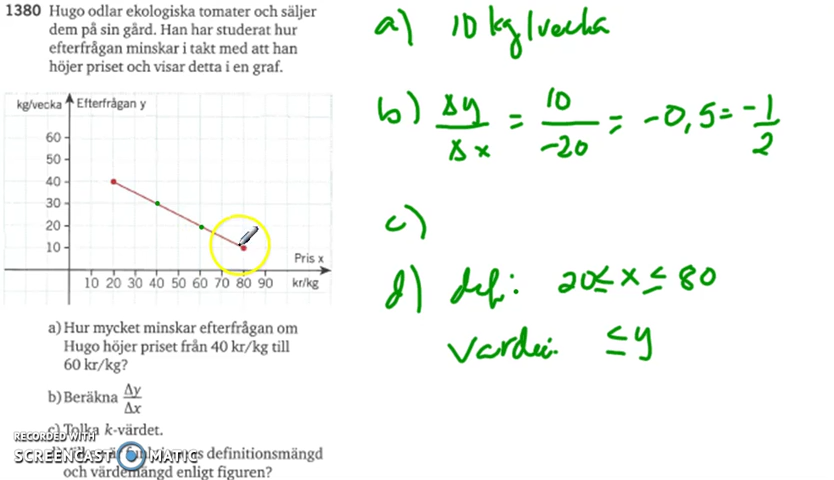 1380 Hugo odlar ekologiska tomater och säljer
dem på sin gård. Han har studerat hur
efterfrågan minskar i takt med att han
höjer priset och visar detta i en graf.
kg/vecka Efterfrågan y
60
50
40
30
20
10
Pris x
10 20 30 40 50 60 70 80 90 kr/kg
a) Hur mycket minskar efterfrågan om
Hugo höjer priset från 40 kr/kg till
60 kr/kg?
b) Beräkna Δy/Δx
c) Tolka k-värdet.
RECORDED WITH
SCREENCAST MATIC
definitionsmängd
och värdemängd enligt figuren?
a) 10 kg/vecka
b) Δy/Δx = 10/-20 = -0,5 = -1/2
c)
d) def: 20 ≤ x ≤ 80
≤ y